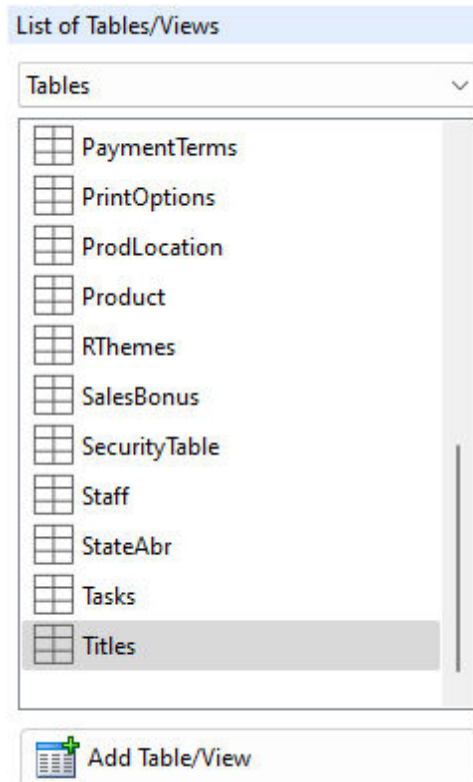 List of Tables/Views
Tables
PaymentTerms
PrintOptions
ProdLocation
Product
RThemes
SalesBonus
SecurityTable
Staff
StateAbr
Tasks
Titles
Add Table/View